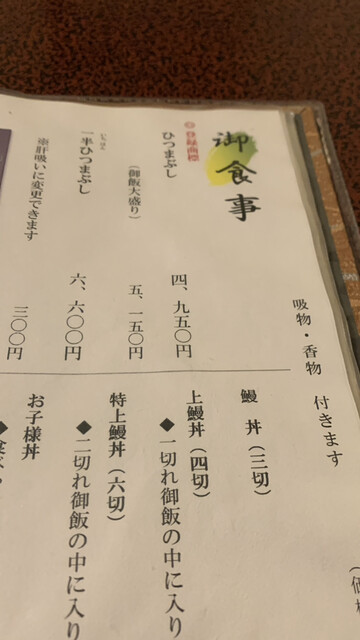 御食事
吸物・香物 付きます
登録商標
ひつまぶし 四、九五〇円
（御飯大盛り） 五、一五〇円
一半ひつまぶし 六、六〇〇円
※肝吸いに変更できます 三〇〇円
鰻丼（三切）
上鰻丼（四切）
◆一切れ御飯の中に入り
特上鰻丼（六切）
◆二切れ御飯の中に入り
お子様丼